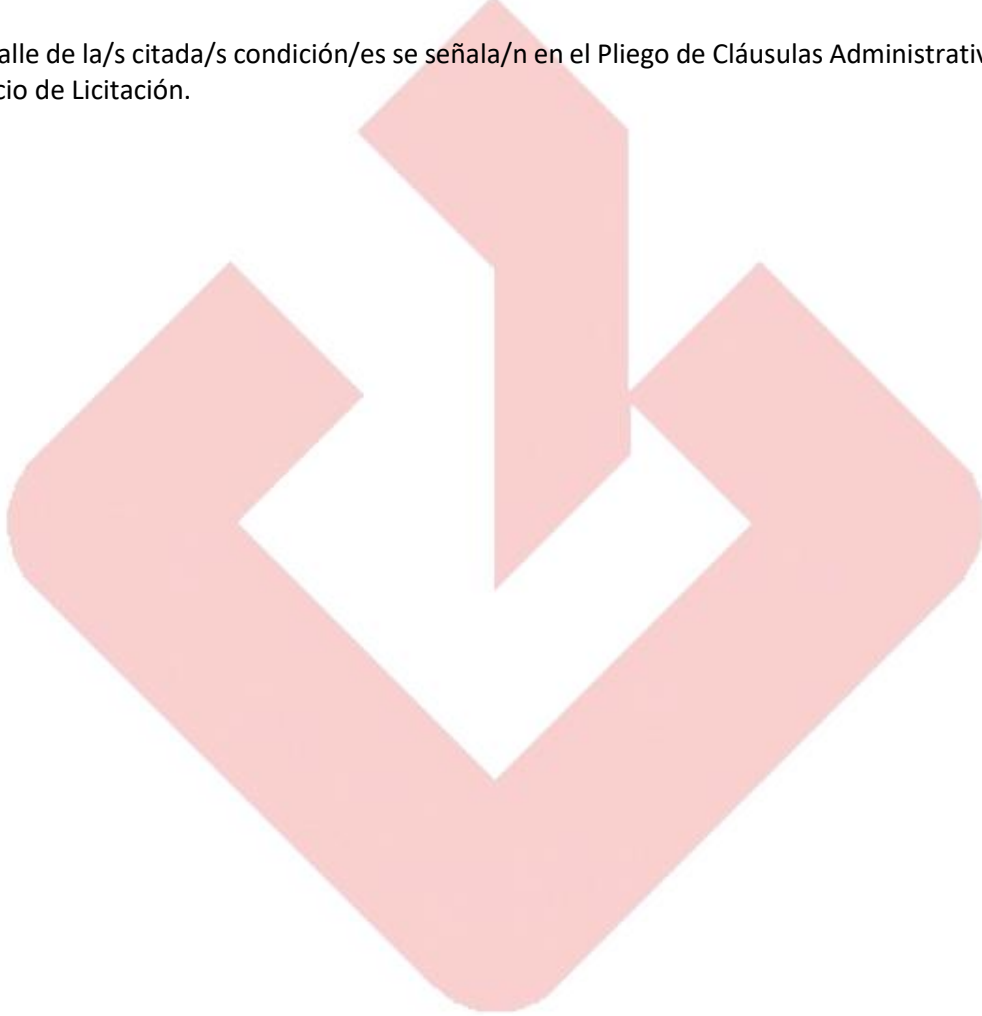 alle de la/s citada/s condición/es se señala/n en el Pliego de Cláusulas Administrativ
cio de Licitación.